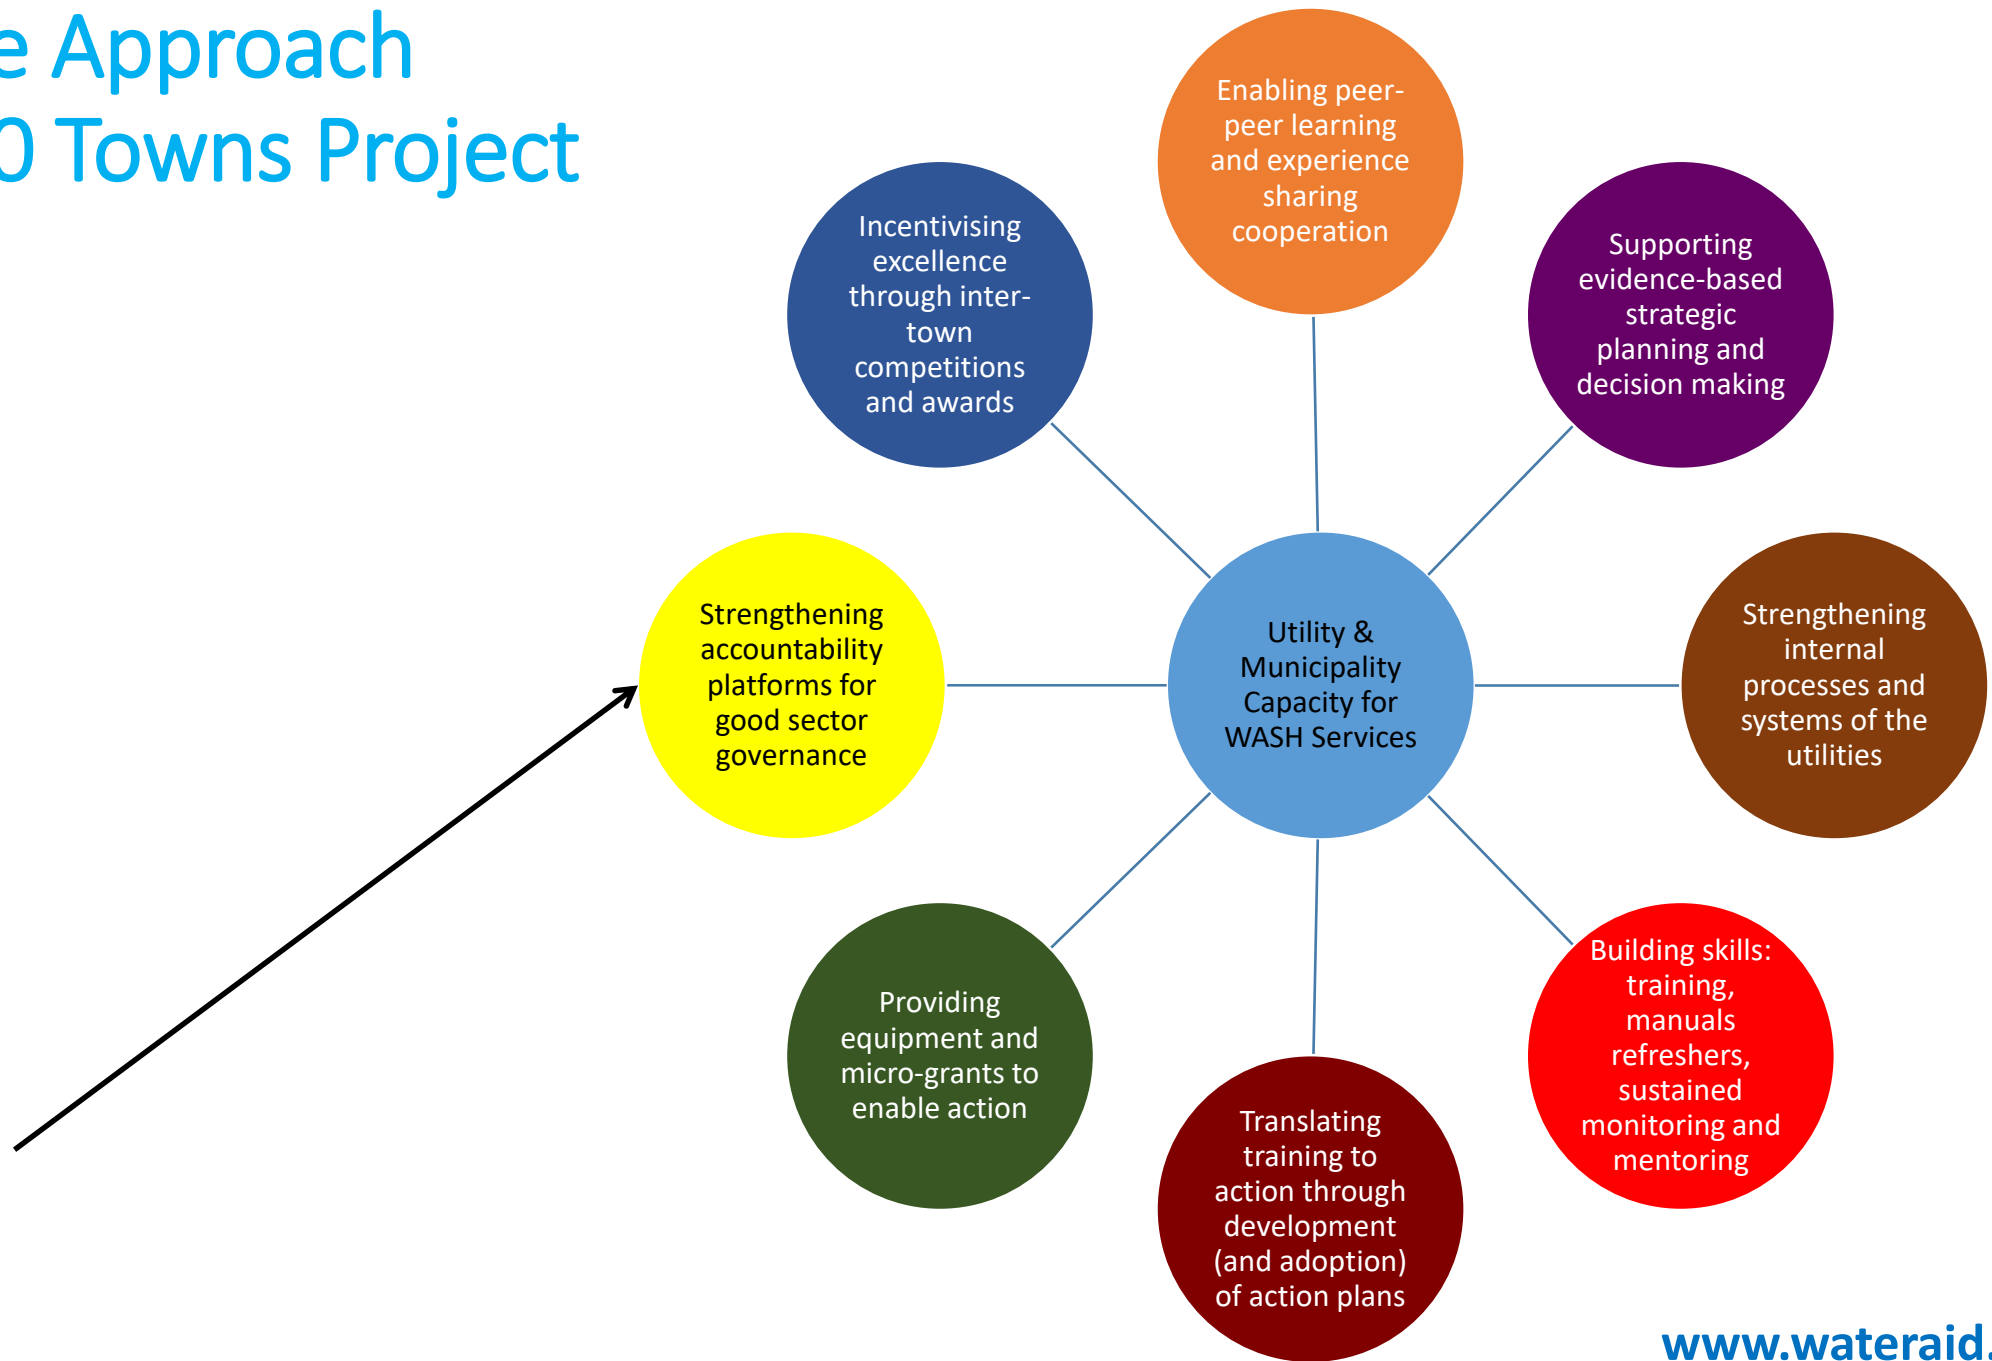 e Approach
0 Towns Project
Enabling peer-
peer learning
and experience
sharing
cooperation
Incentivising
excellence
through inter-
town
competitions
and awards
Supporting
evidence-based
strategic
planning and
decision making
Strengthening
accountability
platforms for
good sector
governance
Utility &
Municipality
Capacity for
WASH Services
Strengthening
internal
processes and
systems of the
utilities
Providing
equipment and
micro-grants to
enable action
Building skills:
training,
manuals
refreshers,
sustained
monitoring and
mentoring
Translating
training to
action through
development
(and adoption)
of action plans
www.wateraid.